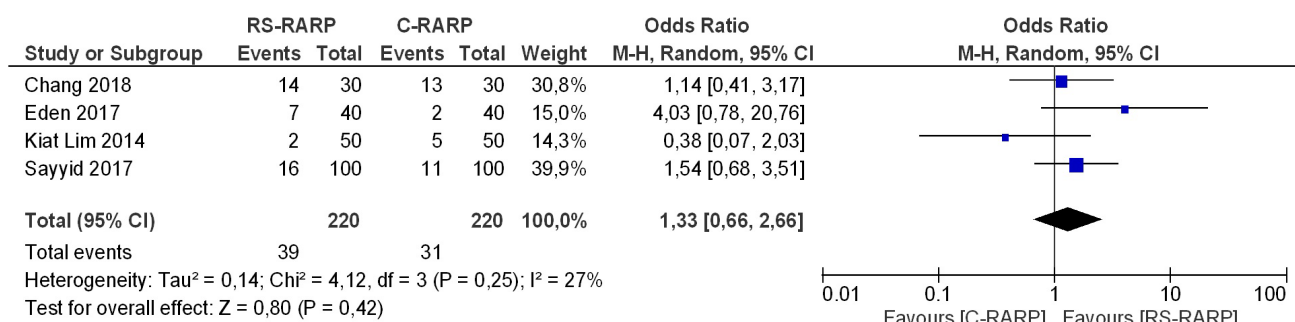 RS-RARP C-RARP Odds Ratio Odds Ratio
Study or Subgroup Events Total Events Total Weight M-H, Random, 95% CI M-H, Random, 95% CI
Chang 2018 14 30 13 30 30,8% 1,14 [0,41, 3,17]
Eden 2017 7 40 2 40 15,0% 4,03 [0,78, 20,76]
Kiat Lim 2014 2 50 5 50 14,3% 0,38 [0,07, 2,03]
Sayyid 2017 16 100 11 100 39,9% 1,54 [0,68, 3,51]
Total (95% CI) 220 220 100,0% 1,33 [0,66, 2,66]
Total events 39 31
Heterogeneity: Tau² = 0,14; Chi² = 4,12, df = 3 (P = 0,25); I² = 27%
Test for overall effect: Z = 0,80 (P = 0,42)
0.01 0.1 1 10 100
Favours [C-RARP] Favours [RS-RARP]